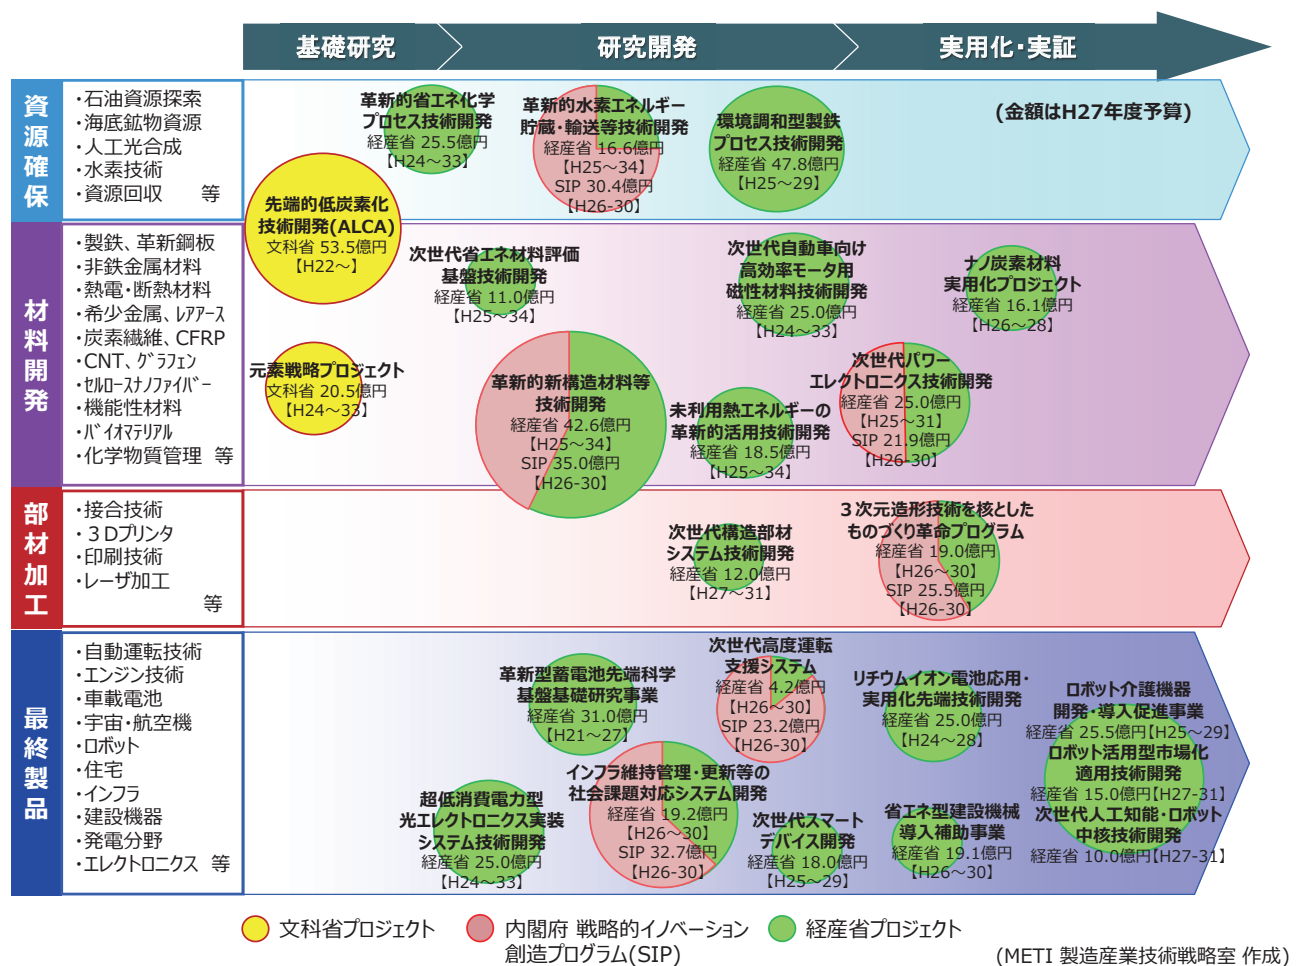 基礎研究
研究開発
実用化・実証
資源確保
・石油資源探索
・海底鉱物資源
・人工光合成
・水素技術
・資源回収　等
革新的省エネ化学
プロセス技術開発
経産省 25.5億円
【H24～33】
革新的水素エネルギー
貯蔵・輸送等技術開発
経産省 16.6億円
【H25～34】
SIP 30.4億円
【H26-30】
環境調和型製鉄
プロセス技術開発
経産省 47.8億円
【H25～29】
(金額はH27年度予算)
先端的低炭素化
技術開発(ALCA)
文科省 53.5億円
【H22～】
材料開発
・製鉄、革新鋼板
・非鉄金属材料
・熱電・断熱材料
・希少金属、ﾚｱｱｰｽ
・炭素繊維、CFRP
・CNT、ｸﾞﾗﾌｪﾝ
・ｾﾙﾛｰｽﾅﾉﾌｧｲﾊﾞｰ
・機能性材料
・ﾊﾞｲｵﾏﾃﾘｱﾙ
・化学物質管理　等
次世代省エネ材料評価
基盤技術開発
経産省 11.0億円
【H25～34】
次世代自動車向け
高効率モータ用
磁性材料技術開発
経産省 25.0億円
【H24～33】
ナノ炭素材料
実用化プロジェクト
経産省 16.1億円
【H26～28】
元素戦略プロジェクト
文科省 20.5億円
【H24～33】
革新的新構造材料等
技術開発
経産省 42.6億円
【H25～34】
SIP 35.0億円
【H26-30】
未利用熱エネルギーの
革新的活用技術開発
経産省 18.5億円
【H25～34】
次世代パワー
エレクトロニクス技術開発
経産省 25.0億円
【H25～31】
SIP 21.9億円
【H26-30】
部材加工
・接合技術
・３Dプリンタ
・印刷技術
・レーザ加工
等
次世代構造部材
システム技術開発
経産省 12.0億円
【H27～31】
３次元造形技術を核とした
ものづくり革命プログラム
経産省 19.0億円
【H26～30】
SIP 25.5億円
【H26-30】
最終製品
・自動運転技術
・エンジン技術
・車載電池
・宇宙・航空機
・ロボット
・住宅
・インフラ
・建設機器
・発電分野
・エレクトロニクス　等
革新型蓄電池先端科学
基盤基礎研究事業
経産省 31.0億円
【H21～27】
次世代高度運転
支援システム
経産省 4.2億円
【H26～30】
SIP 23.2億円
【H26-30】
リチウムイオン電池応用・
実用化先端技術開発
経産省 25.0億円
【H24～28】
ロボット介護機器
開発・導入促進事業
経産省 25.5億円【H25～29】
ロボット活用型市場化
適用技術開発
経産省 15.0億円【H27-31】
次世代人工知能・ロボット
中核技術開発
経産省 10.0億円【H27-31】
超低消費電力型
光エレクトロニクス実装
システム技術開発
経産省 25.0億円
【H24～33】
インフラ維持管理・更新等の
社会課題対応システム開発
経産省 19.2億円
【H26～30】
SIP 32.7億円
【H26-30】
次世代スマート
デバイス開発
経産省 18.0億円
【H25～29】
省エネ型建設機械
導入補助事業
経産省 19.1億円
【H26～30】
文科省プロジェクト
内閣府 戦略的イノベーション
創造プログラム(SIP)
経産省プロジェクト
(METI 製造産業技術戦略室 作成)